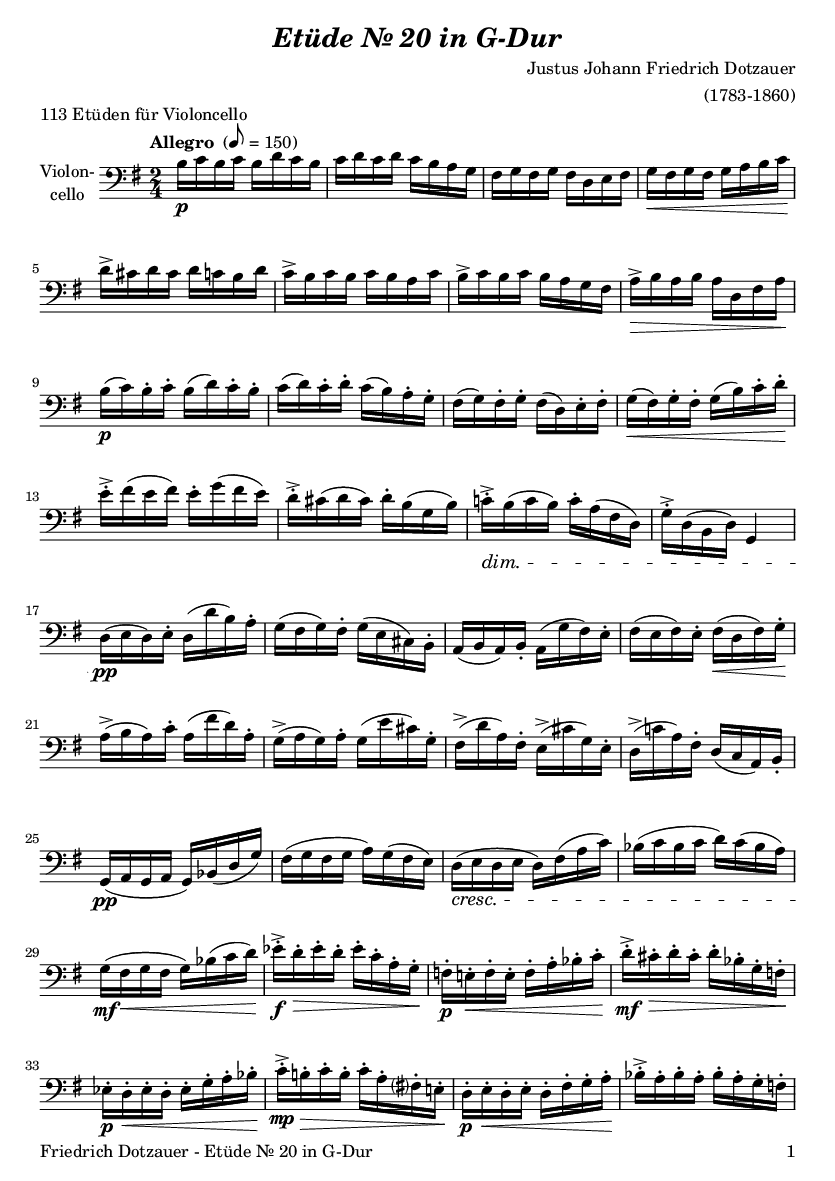 Etüde № 20 in G-Dur
Justus Johann Friedrich Dotzauer
(1783-1860)
113 Etüden für Violoncello
Allegro (♪ = 150)
Violon-
cello
2
4
p
5
9
p
13
dim.
17
pp
21
25
pp
cresc.
29
mf
f
p
mf
33
p
mp
p
Friedrich Dotzauer - Etüde № 20 in G-Dur
1